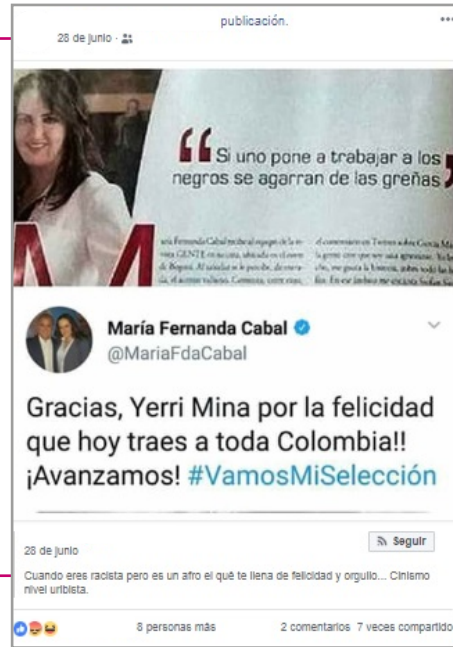 publicación.
28 de junio ·
“Si uno pone a trabajar a los
negros se agarran de las greñas”
María Fernanda Cabal
@MariaFdaCabal
Gracias, Yerri Mina por la felicidad
que hoy traes a toda Colombia!!
¡Avanzamos! #VamosMiSelección
Seguir
28 de junio
Cuando eres racista pero es un afro el qué te llena de felicidad y orgullo... Cinismo
nivel uribista.
8 personas más 2 comentarios 7 veces compartido